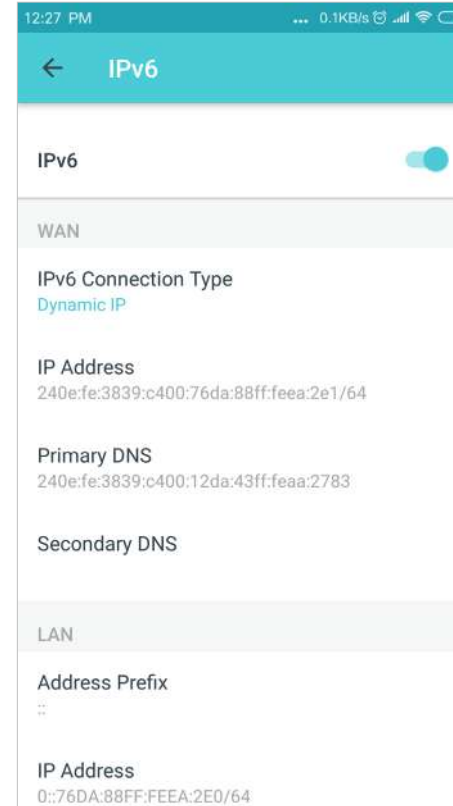 12:27 PM ... 0.1KB/s
IPv6
IPv6
WAN
IPv6 Connection Type
Dynamic IP
IP Address
240e:fe:3839:c400:76da:88ff:feea:2e1/64
Primary DNS
240e:fe:3839:c400:12da:43ff:feaa:2783
Secondary DNS
LAN
Address Prefix
::
IP Address
0::76DA:88FF:FEEA:2E0/64